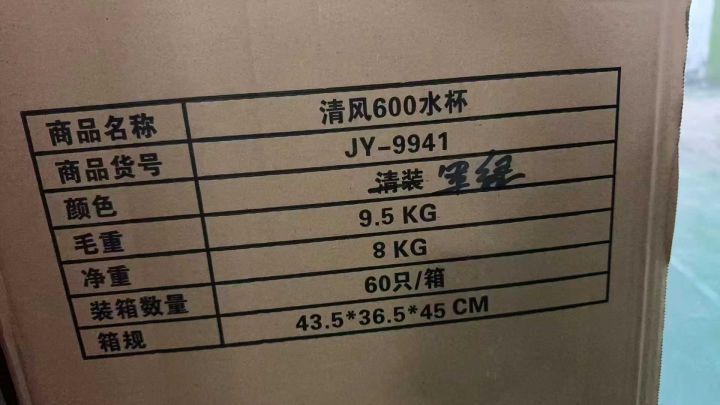 商品名称 清风600水杯
商品货号 JY-9941
颜色 清装
毛重 9.5 KG
净重 8 KG
装箱数量 60只/箱
箱规 43.5*36.5*45 CM